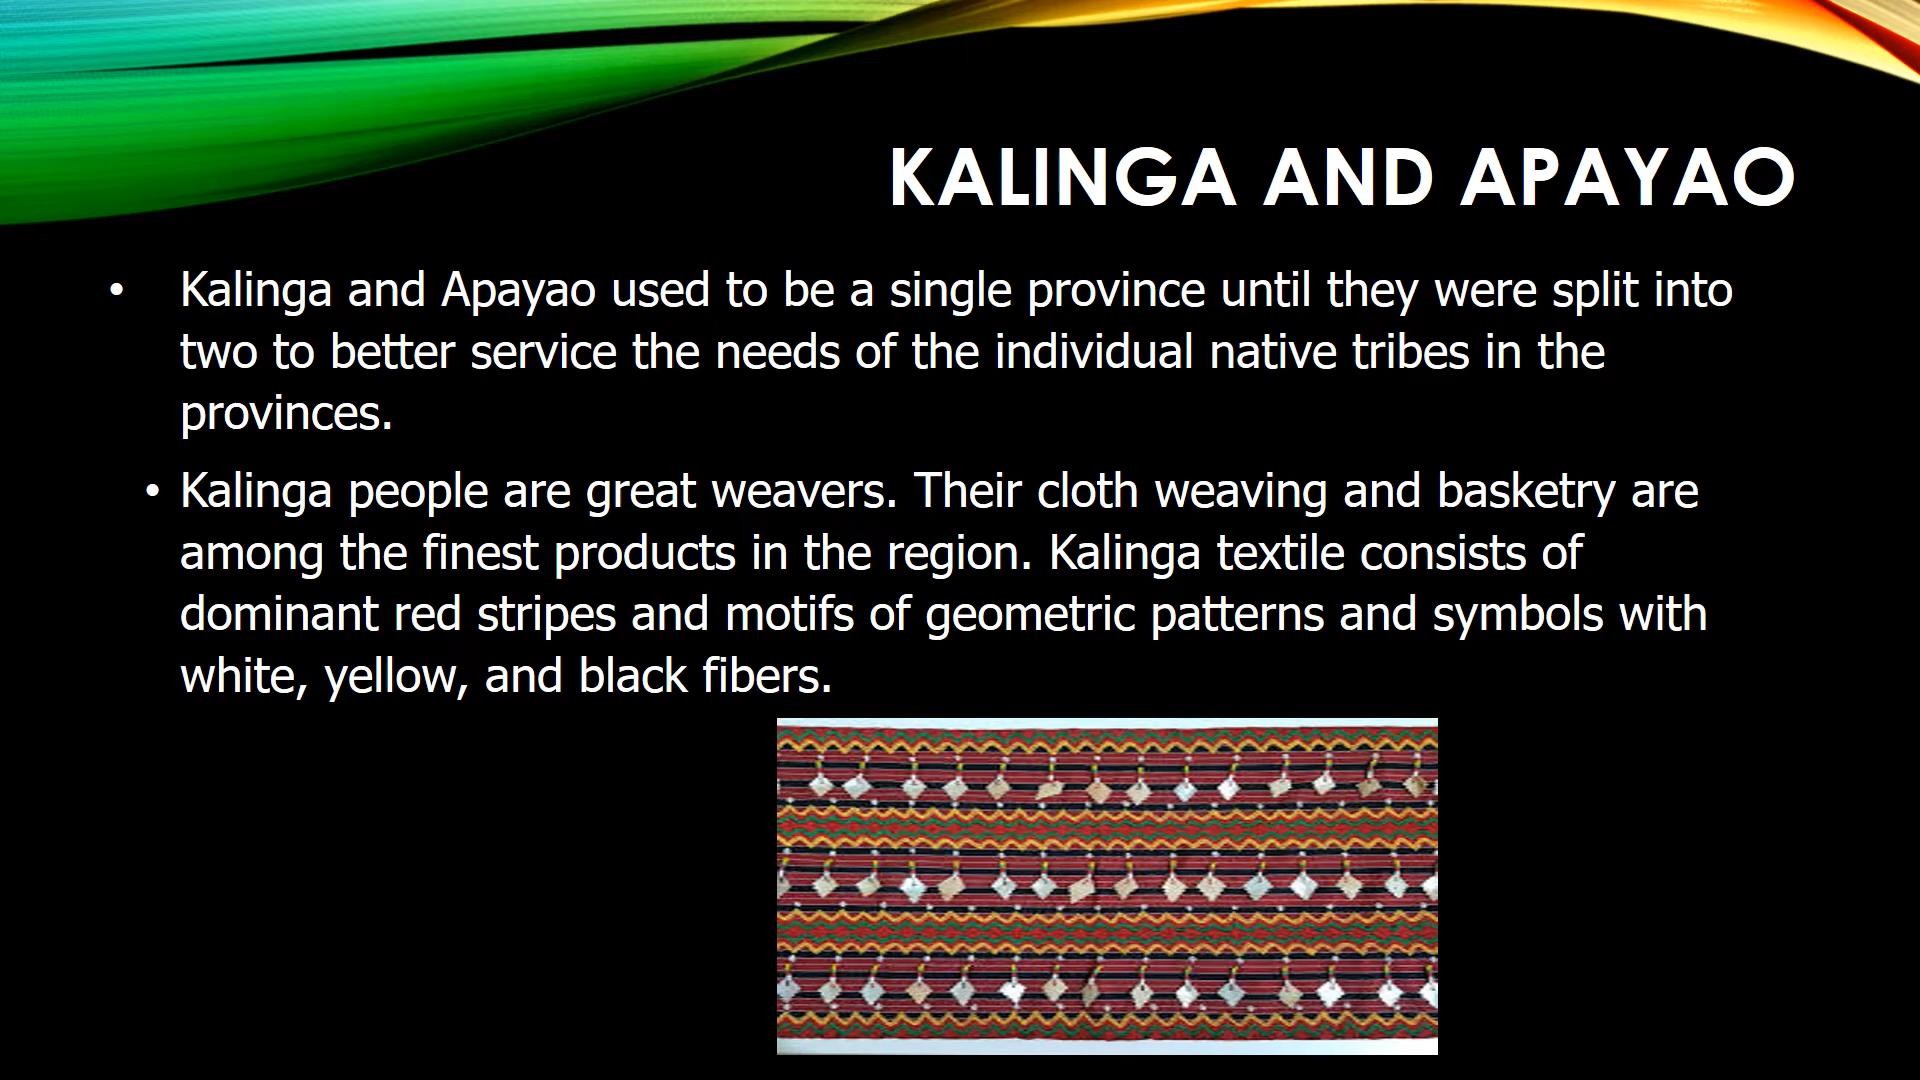 KALINGA AND APAYAO
• Kalinga and Apayao used to be a single province until they were split into
two to better service the needs of the individual native tribes in the
provinces.
• Kalinga people are great weavers. Their cloth weaving and basketry are
among the finest products in the region. Kalinga textile consists of
dominant red stripes and motifs of geometric patterns and symbols with
white, yellow, and black fibers.